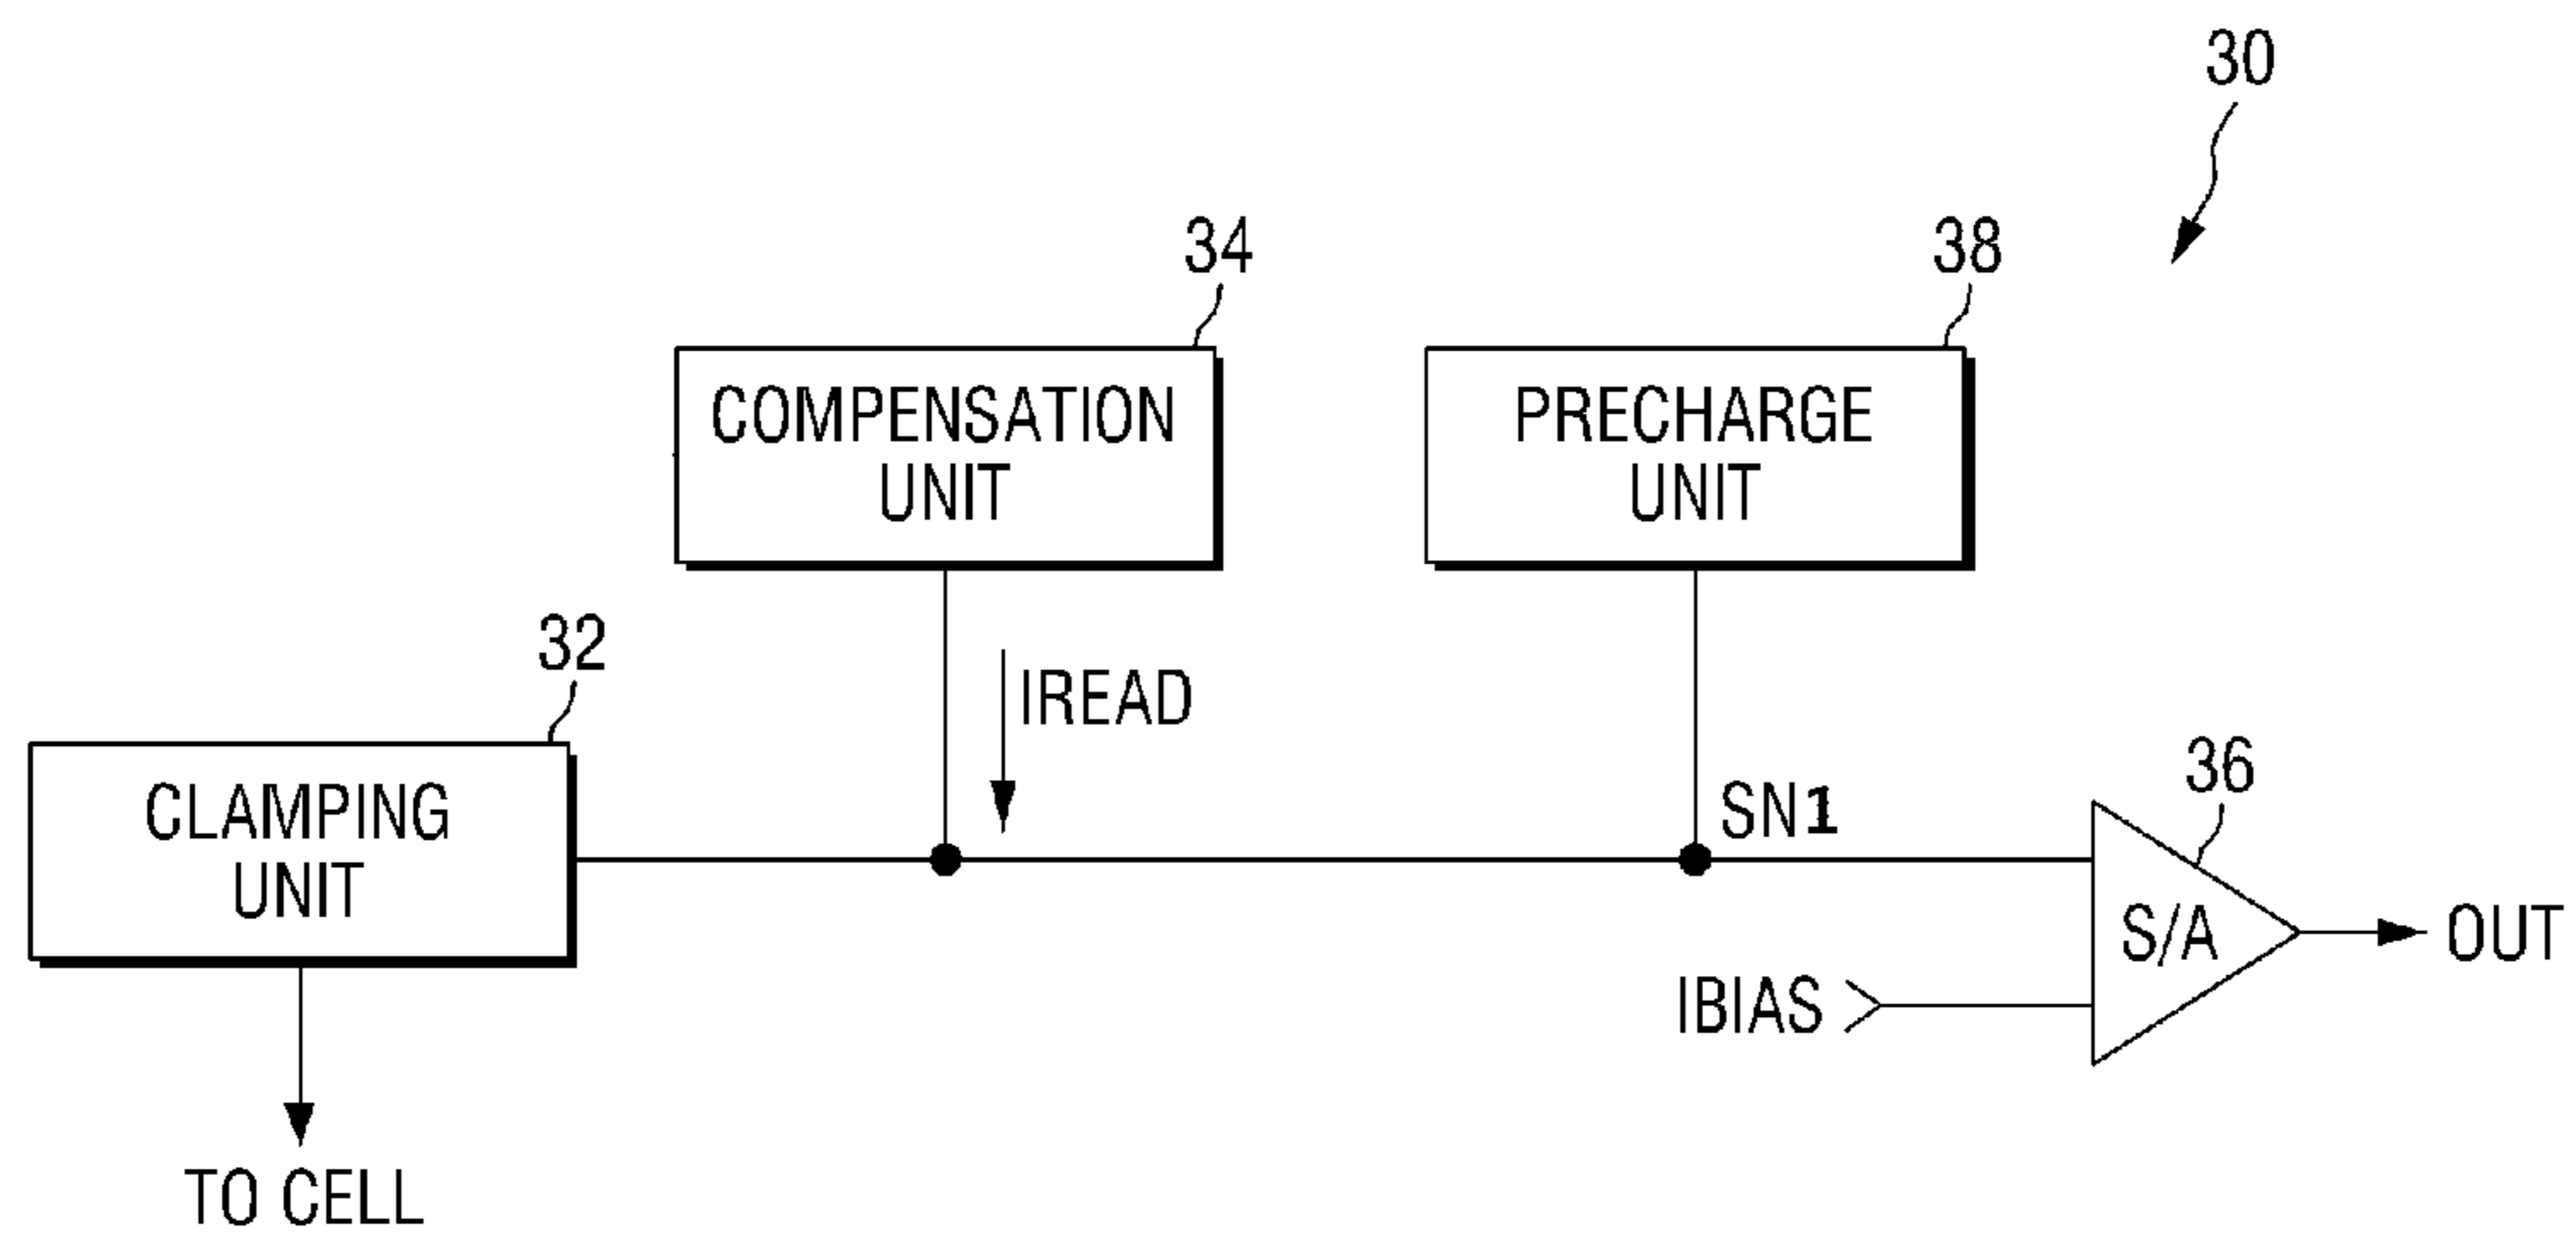 30
34
38
COMPENSATION
UNIT
PRECHARGE
UNIT
32
IREAD
CLAMPING
UNIT
SN1
36
S/A
OUT
IBIAS
TO CELL